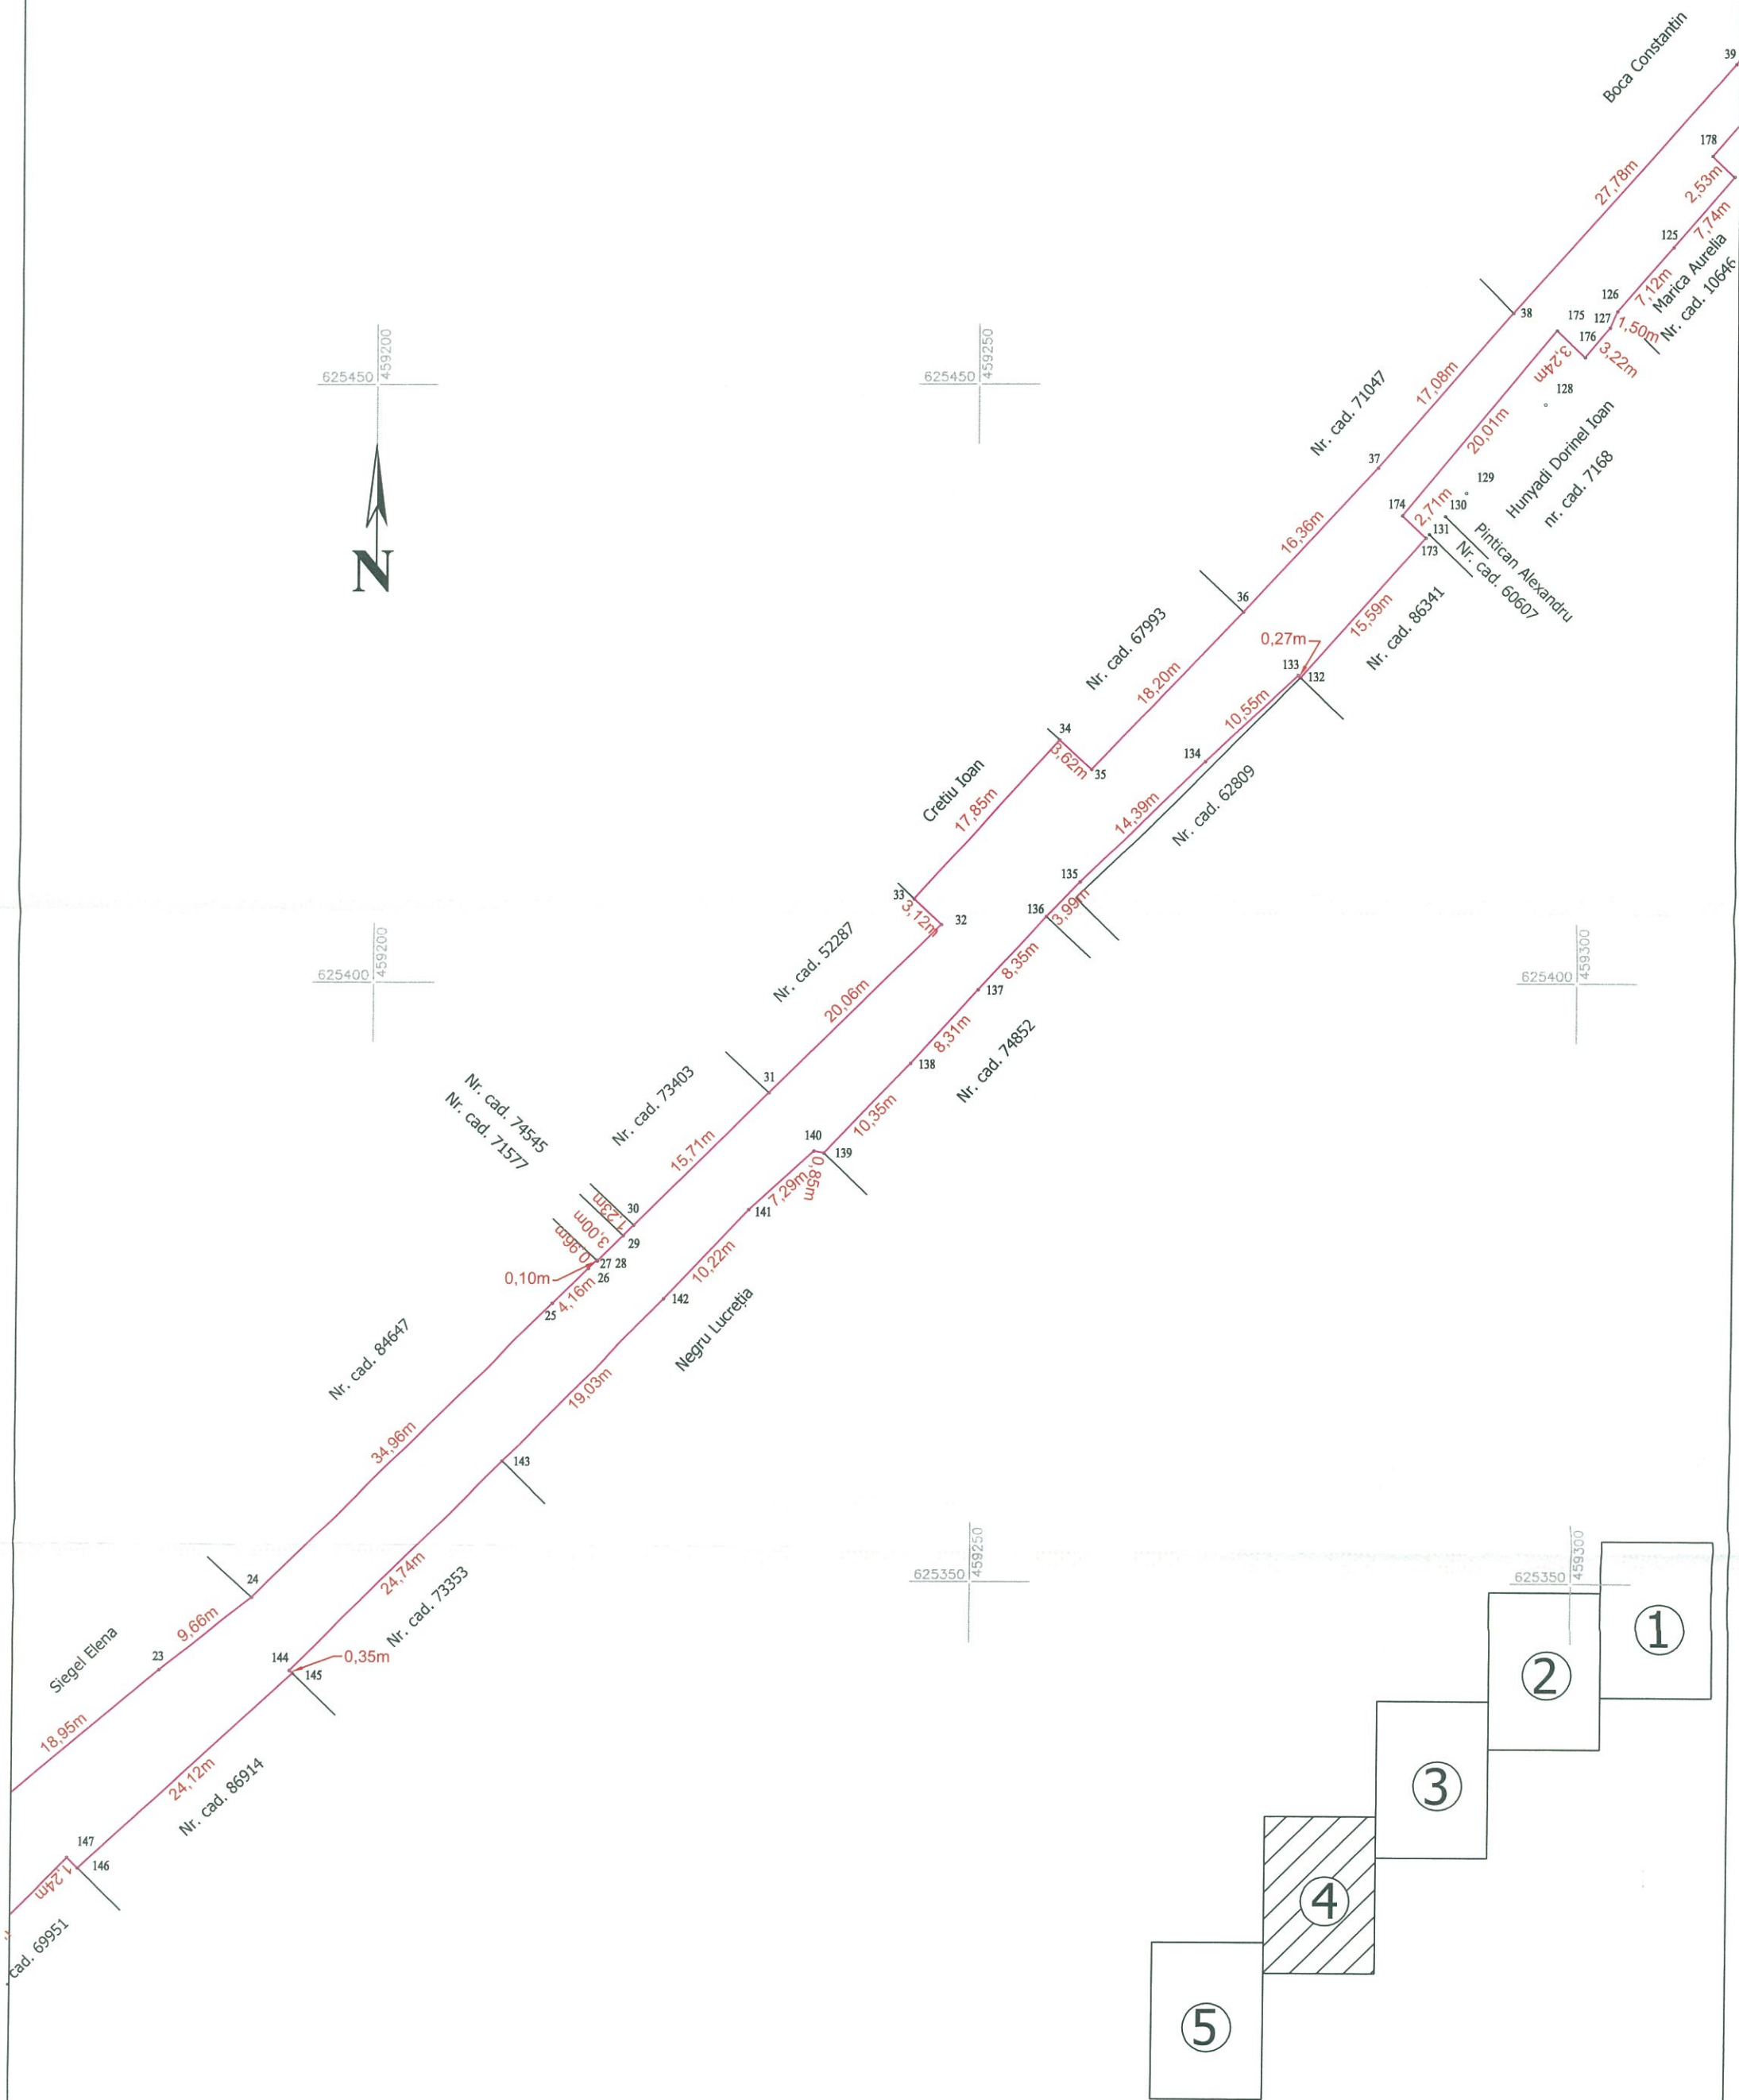 Boca Constantin
39
178
27,78m
2,53m
7,74m
125
Marica Aurelia
Nr. cad. 10646
7,12m
126
127
1,50m
175
176
3,22m
3,24m
38
128
625450
459200
625450
459250
17,08m
Nr. cad. 71047
20,01m
Hunyadi Dorinel Ioan
nr. cad. 7168
37
129
174
2,71m
130
131
173
Pintican Alexandru
Nr. cad. 60607
16,36m
N
36
15,59m
Nr. cad. 86341
0,27m
Nr. cad. 67993
133
132
18,20m
10,55m
34
3,62m
35
134
Nr. cad. 62809
Cretiu Ioan
17,85m
14,39m
33
3,12m
32
135
136
3,99m
625400
459200
625400
459300
Nr. cad. 52287
20,06m
8,35m
137
8,31m
138
Nr. cad. 74852
31
Nr. cad. 74545
Nr. cad. 71577
Nr. cad. 73403
15,71m
10,35m
140
139
0,85m
7,29m
141
30
1,23m
3,00m
0,96m
29
27 28
26
0,10m
4,16m
25
10,22m
142
Negru Lucreția
Nr. cad. 84647
19,03m
34,96m
143
625350
459250
625350
459300
24
24,74m
Nr. cad. 73353
9,66m
Siegel Elena
23
144
0,35m
145
18,95m
24,12m
Nr. cad. 86914
147
146
1,24m
cad. 69951
1
2
3
4
5